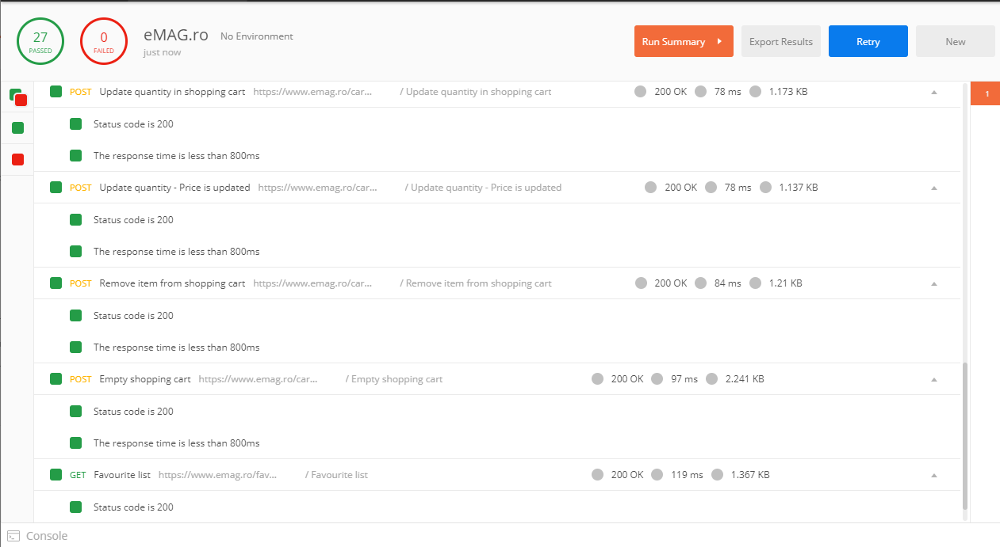 27 0 eMAG.ro No Environment Run Summary Export Results Retry New
PASSED FAILED just now
POST Update quantity in shopping cart https://www.emag.ro/car... / Update quantity in shopping cart 200 OK 78 ms 1.173 KB 1
Status code is 200
The response time is less than 800ms
POST Update quantity - Price is updated https://www.emag.ro/car... / Update quantity - Price is updated 200 OK 78 ms 1.137 KB
Status code is 200
The response time is less than 800ms
POST Remove item from shopping cart https://www.emag.ro/car... / Remove item from shopping cart 200 OK 84 ms 1.21 KB
Status code is 200
The response time is less than 800ms
POST Empty shopping cart https://www.emag.ro/car... / Empty shopping cart 200 OK 97 ms 2.241 KB
Status code is 200
The response time is less than 800ms
GET Favourite list https://www.emag.ro/fav... / Favourite list 200 OK 119 ms 1.367 KB
Status code is 200
Console